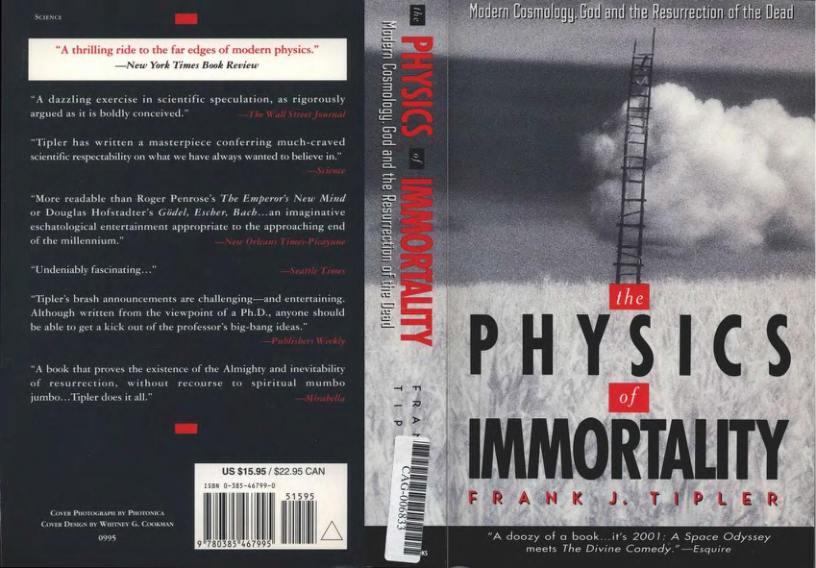 SCIENCE
"A thrilling ride to the far edges of modern physics."
—New York Times Book Review
"A dazzling exercise in scientific speculation, as rigorously
argued as it is boldly conceived." —The Wall Street Journal
"Tipler has written a masterpiece conferring much-craved
scientific respectability on what we have always wanted to believe in."
—Science
"More readable than Roger Penrose's The Emperor's New Mind
or Douglas Hofstadter's Gödel, Escher, Bach...an imaginative
eschatological entertainment appropriate to the approaching end
of the millennium." —New Orleans Times-Picayune
"Undeniably fascinating..." —Seattle Times
"Tipler's brash announcements are challenging—and entertaining.
Although written from the viewpoint of a Ph.D., anyone should
be able to get a kick out of the professor's big-bang ideas."
—Publishers Weekly
"A book that proves the existence of the Almighty and inevitability
of resurrection, without recourse to spiritual mumbo
jumbo...Tipler does it all." —Mirabella
COVER PHOTOGRAPH BY PHOTONICA
COVER DESIGN BY WHITNEY G. COOKMAN
0995
US $15.95 / $22.95 CAN
ISBN 0-385-46799-0
51595
9 780385 467995
the PHYSICS of IMMORTALITY
Modern Cosmology, God and the Resurrection of the Dead
FRA
TIP
CAG-006833
KS
Modern Cosmology, God and the Resurrection of the Dead
the
PHYSICS
of
IMMORTALITY
FRANK J. TIPLER
"A doozy of a book...it's 2001: A Space Odyssey
meets The Divine Comedy."—Esquire